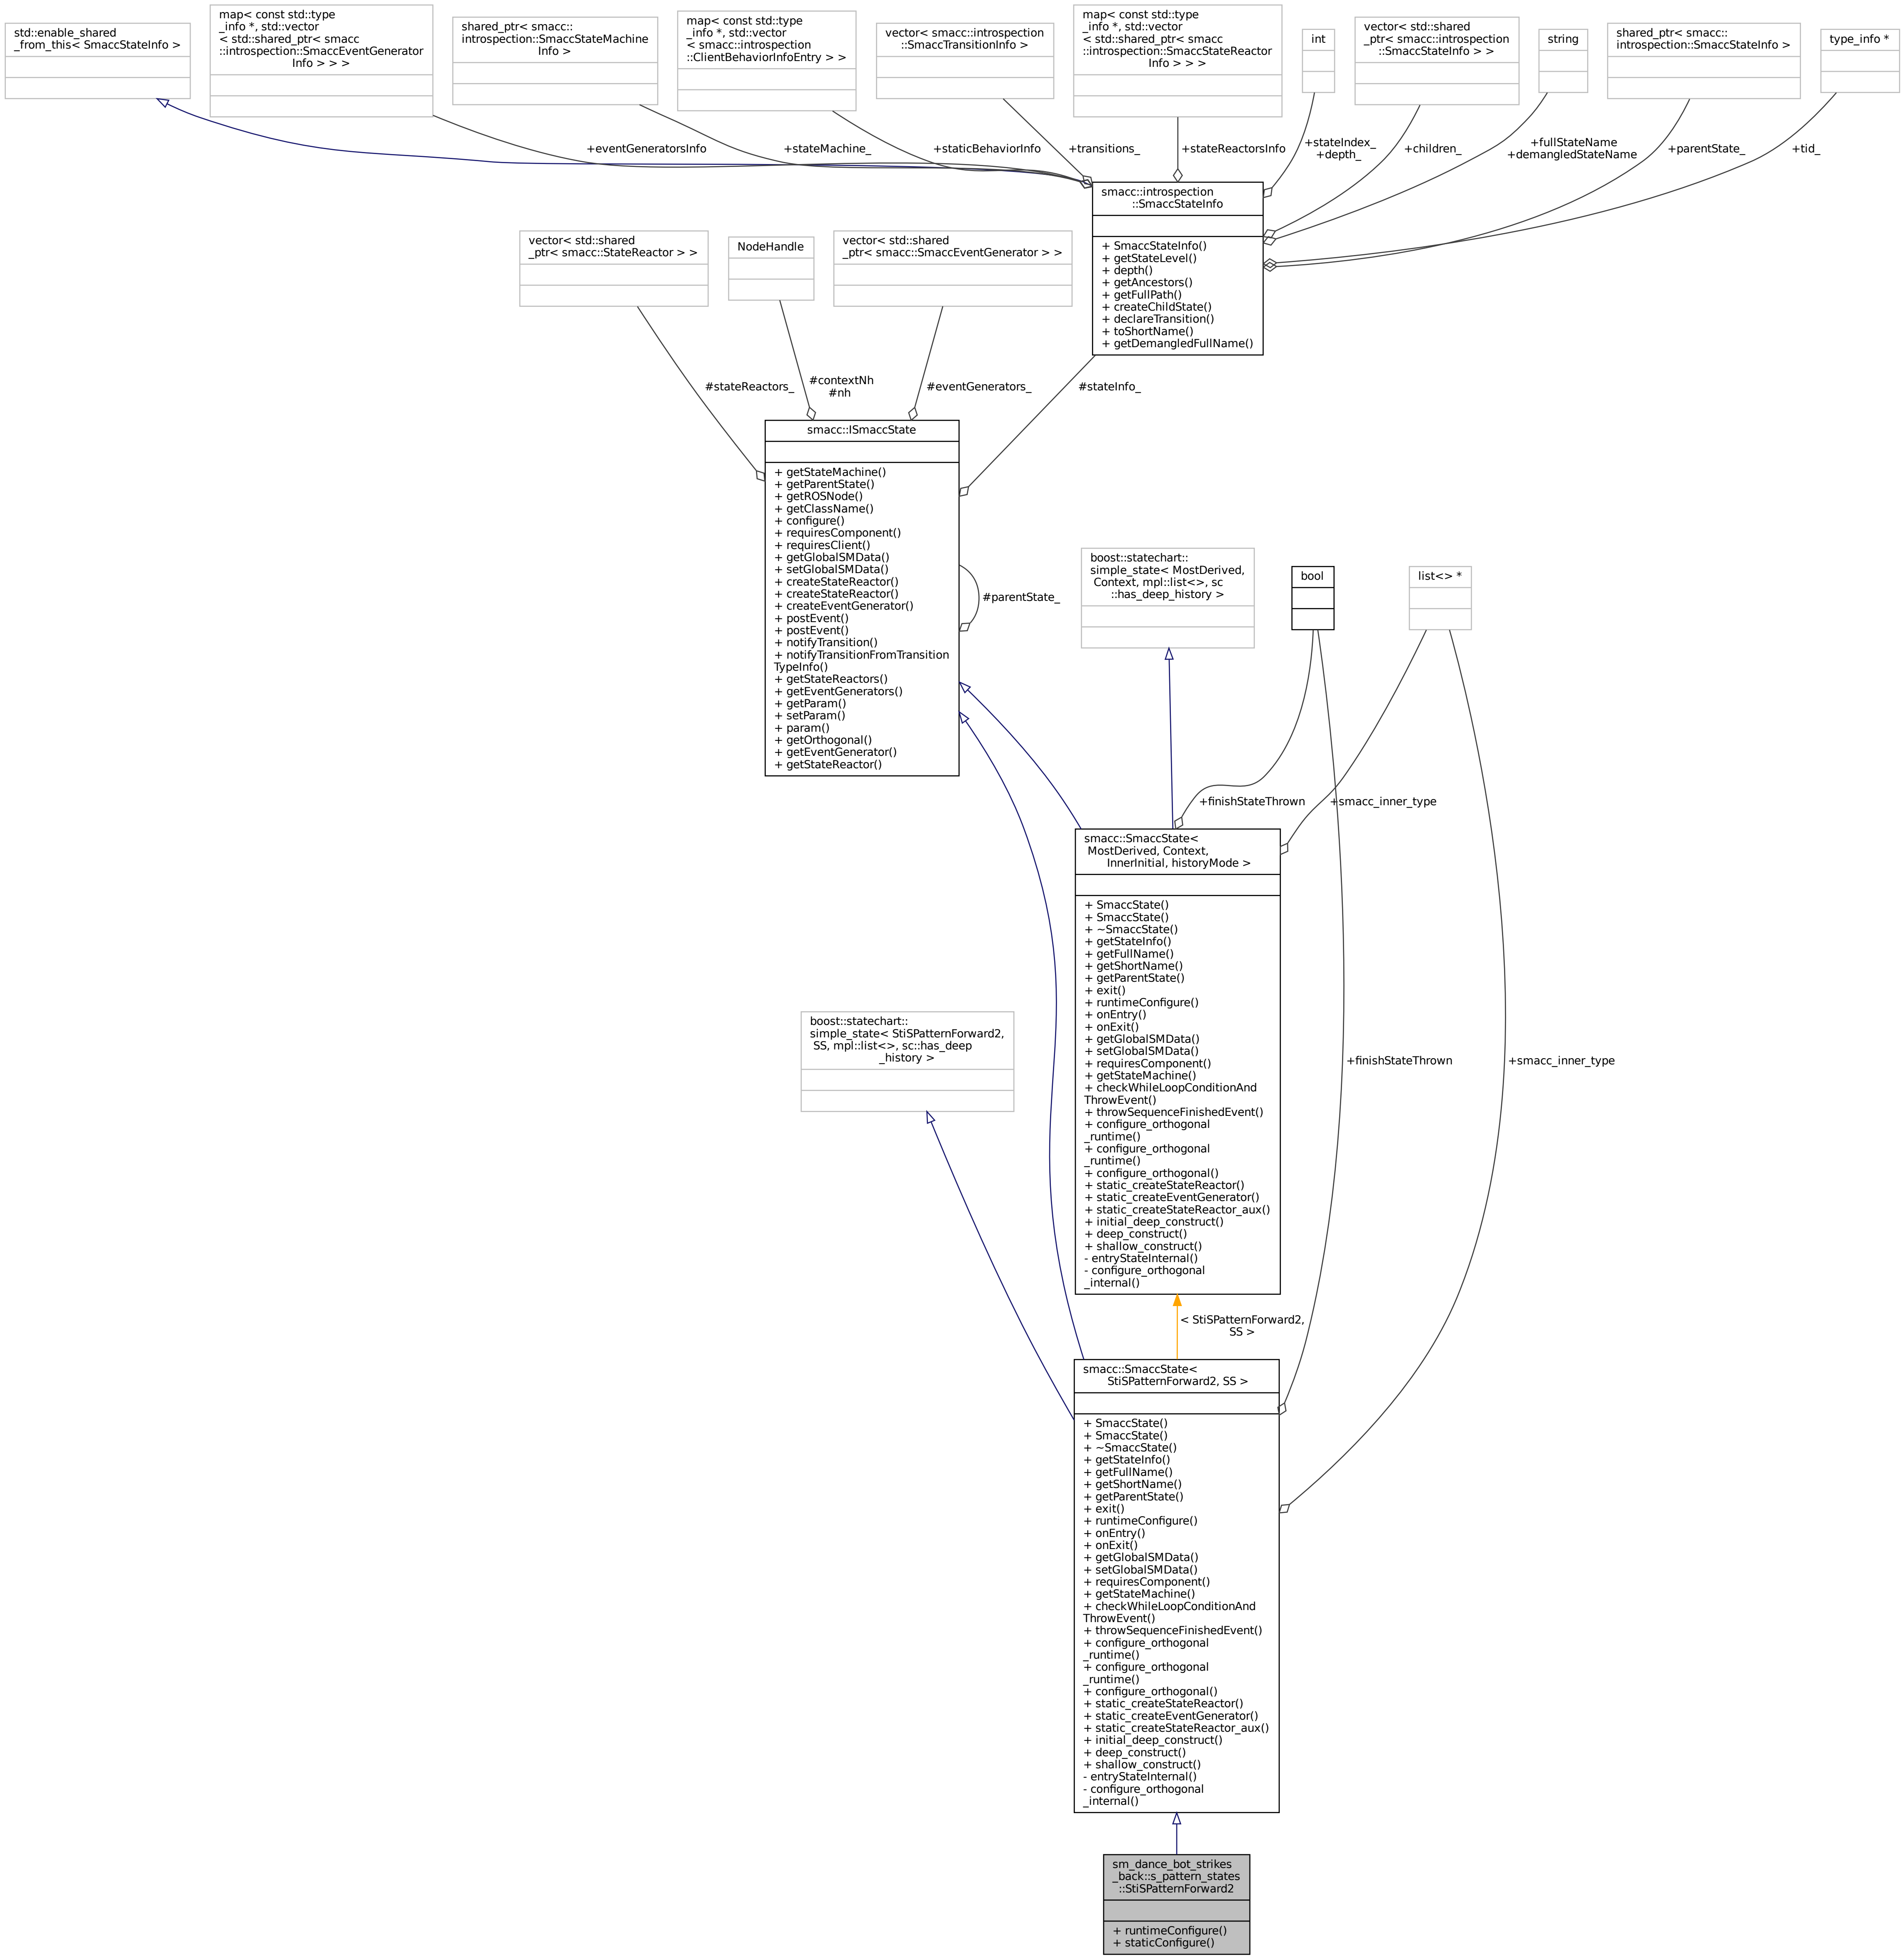 std::enable_shared
_from_this< SmaccStateInfo >
map< const std::type
_info *, std::vector
< std::shared_ptr< smacc
::introspection::SmaccEventGenerator
Info > > >
shared_ptr< smacc::
introspection::SmaccStateMachine
Info >
map< const std::type
_info *, std::vector
< smacc::introspection
::ClientBehaviorInfoEntry > >
vector< smacc::introspection
::SmaccTransitionInfo >
map< const std::type
_info *, std::vector
< std::shared_ptr< smacc
::introspection::SmaccStateReactor
Info > > >
int
vector< std::shared
_ptr< smacc::introspection
::SmaccStateInfo > >
string
shared_ptr< smacc::
introspection::SmaccStateInfo >
type_info *
+eventGeneratorsInfo
+stateMachine_
+staticBehaviorInfo
+transitions_
+stateReactorsInfo
+stateIndex_
+depth_
+children_
+fullStateName
+demangledStateName
+parentState_
+tid_
smacc::introspection
::SmaccStateInfo
+ SmaccStateInfo()
+ getStateLevel()
+ depth()
+ getAncestors()
+ getFullPath()
+ createChildState()
+ declareTransition()
+ toShortName()
+ getDemangledFullName()
vector< std::shared
_ptr< smacc::StateReactor > >
NodeHandle
vector< std::shared
_ptr< smacc::SmaccEventGenerator > >
#stateReactors_
#contextNh
#nh
#eventGenerators_
#stateInfo_
smacc::ISmaccState
+ getStateMachine()
+ getParentState()
+ getROSNode()
+ getClassName()
+ configure()
+ requiresComponent()
+ requiresClient()
+ getGlobalSMData()
+ setGlobalSMData()
+ createStateReactor()
+ createStateReactor()
+ createEventGenerator()
+ postEvent()
+ postEvent()
+ notifyTransition()
+ notifyTransitionFromTransition
TypeInfo()
+ getStateReactors()
+ getEventGenerators()
+ getParam()
+ setParam()
+ param()
+ getOrthogonal()
+ getEventGenerator()
+ getStateReactor()
#parentState_
boost::statechart::
simple_state< MostDerived,
Context, mpl::list<>, sc
::has_deep_history >
bool
list<> *
+finishStateThrown
+smacc_inner_type
smacc::SmaccState<
MostDerived, Context,
InnerInitial, historyMode >
+ SmaccState()
+ SmaccState()
+ ~SmaccState()
+ getStateInfo()
+ getFullName()
+ getShortName()
+ getParentState()
+ exit()
+ runtimeConfigure()
+ onEntry()
+ onExit()
+ getGlobalSMData()
+ setGlobalSMData()
+ requiresComponent()
+ getStateMachine()
+ checkWhileLoopConditionAnd
ThrowEvent()
+ throwSequenceFinishedEvent()
+ configure_orthogonal
_runtime()
+ configure_orthogonal
_runtime()
+ configure_orthogonal()
+ static_createStateReactor()
+ static_createEventGenerator()
+ static_createStateReactor_aux()
+ initial_deep_construct()
+ deep_construct()
+ shallow_construct()
- entryStateInternal()
- configure_orthogonal
_internal()
boost::statechart::
simple_state< StiSPatternForward2,
SS, mpl::list<>, sc::has_deep
_history >
+finishStateThrown
+smacc_inner_type
< StiSPatternForward2,
SS >
smacc::SmaccState<
StiSPatternForward2, SS >
+ SmaccState()
+ SmaccState()
+ ~SmaccState()
+ getStateInfo()
+ getFullName()
+ getShortName()
+ getParentState()
+ exit()
+ runtimeConfigure()
+ onEntry()
+ onExit()
+ getGlobalSMData()
+ setGlobalSMData()
+ requiresComponent()
+ getStateMachine()
+ checkWhileLoopConditionAnd
ThrowEvent()
+ throwSequenceFinishedEvent()
+ configure_orthogonal
_runtime()
+ configure_orthogonal
_runtime()
+ configure_orthogonal()
+ static_createStateReactor()
+ static_createEventGenerator()
+ static_createStateReactor_aux()
+ initial_deep_construct()
+ deep_construct()
+ shallow_construct()
- entryStateInternal()
- configure_orthogonal
_internal()
sm_dance_bot_strikes
_back::s_pattern_states
::StiSPatternForward2
+ runtimeConfigure()
+ staticConfigure()